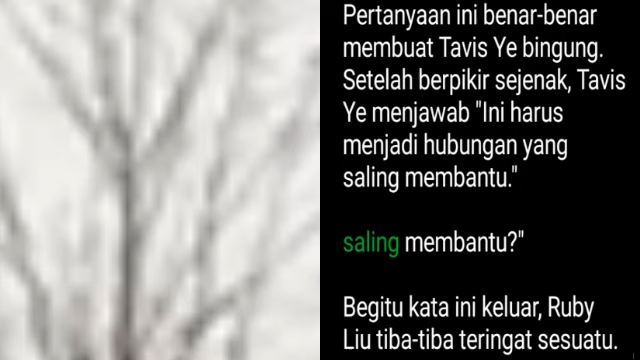 Pertanyaan ini benar-benar
membuat Tavis Ye bingung.
Setelah berpikir sejenak, Tavis
Ye menjawab "Ini harus
menjadi hubungan yang
saling membantu."
saling membantu?"
Begitu kata ini keluar, Ruby
Liu tiba-tiba teringat sesuatu.